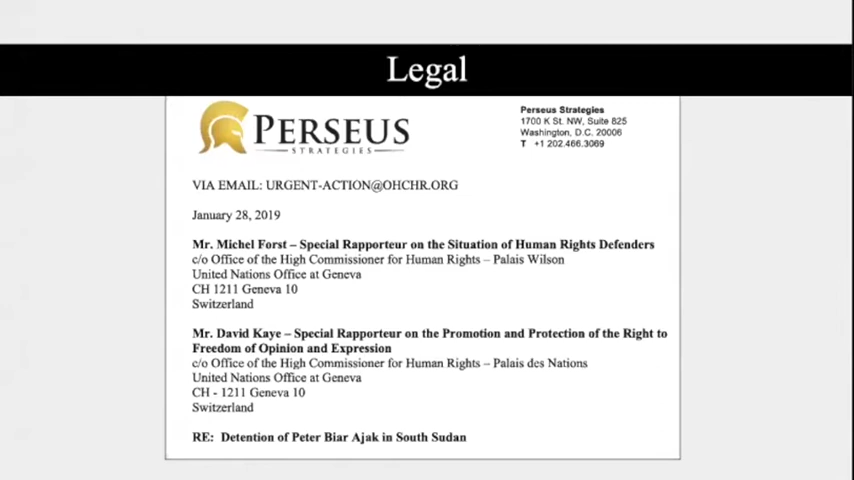 Legal
PERSEUS
STRATEGIES
Perseus Strategies
1700 K St. NW, Suite 825
Washington, D.C. 20006
T +1 202.466.3069
VIA EMAIL: URGENT-ACTION@OHCHR.ORG
January 28, 2019
Mr. Michel Forst – Special Rapporteur on the Situation of Human Rights Defenders
c/o Office of the High Commissioner for Human Rights – Palais Wilson
United Nations Office at Geneva
CH 1211 Geneva 10
Switzerland
Mr. David Kaye – Special Rapporteur on the Promotion and Protection of the Right to
Freedom of Opinion and Expression
c/o Office of the High Commissioner for Human Rights – Palais des Nations
United Nations Office at Geneva
CH - 1211 Geneva 10
Switzerland
RE: Detention of Peter Biar Ajak in South Sudan